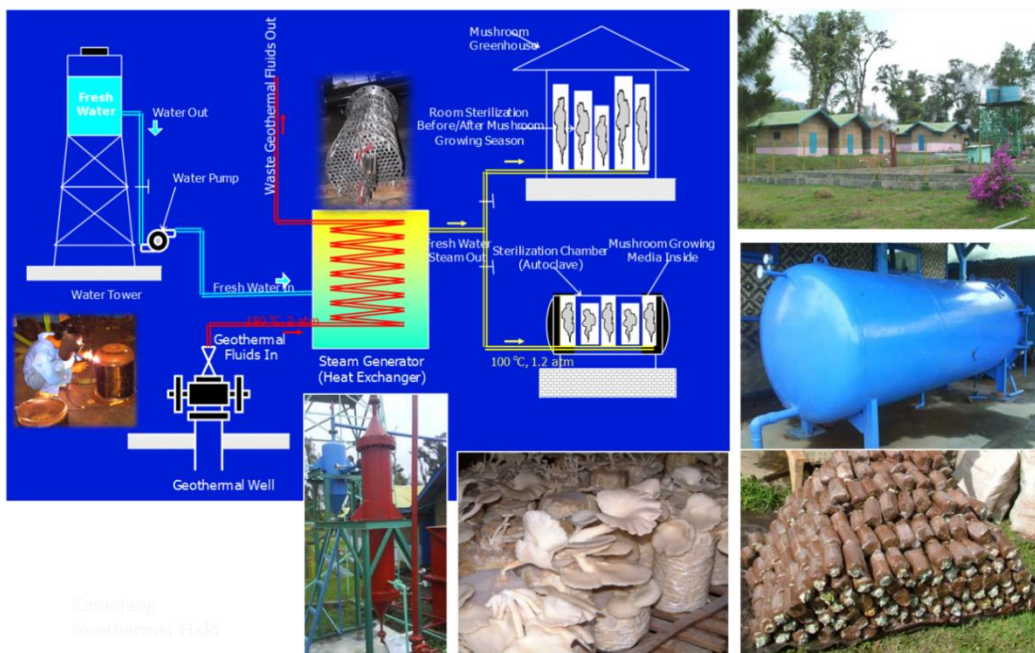 Fresh
Water
Water Out
Water Pump
Water Tower
Fresh Water In
Waste Geothermal Fluids Out
180 °C, 2 atm
Geothermal
Fluids In
Geothermal Well
Steam Generator
(Heat Exchanger)
Fresh Water
Steam Out
Mushroom
Greenhouse
Room Sterilization
Before/After Mushroom
Growing Season
Sterilization Chamber
(Autoclave)
Mushroom Growing
Media Inside
100 °C, 1.2 atm
Kamojang
Geothermal Field